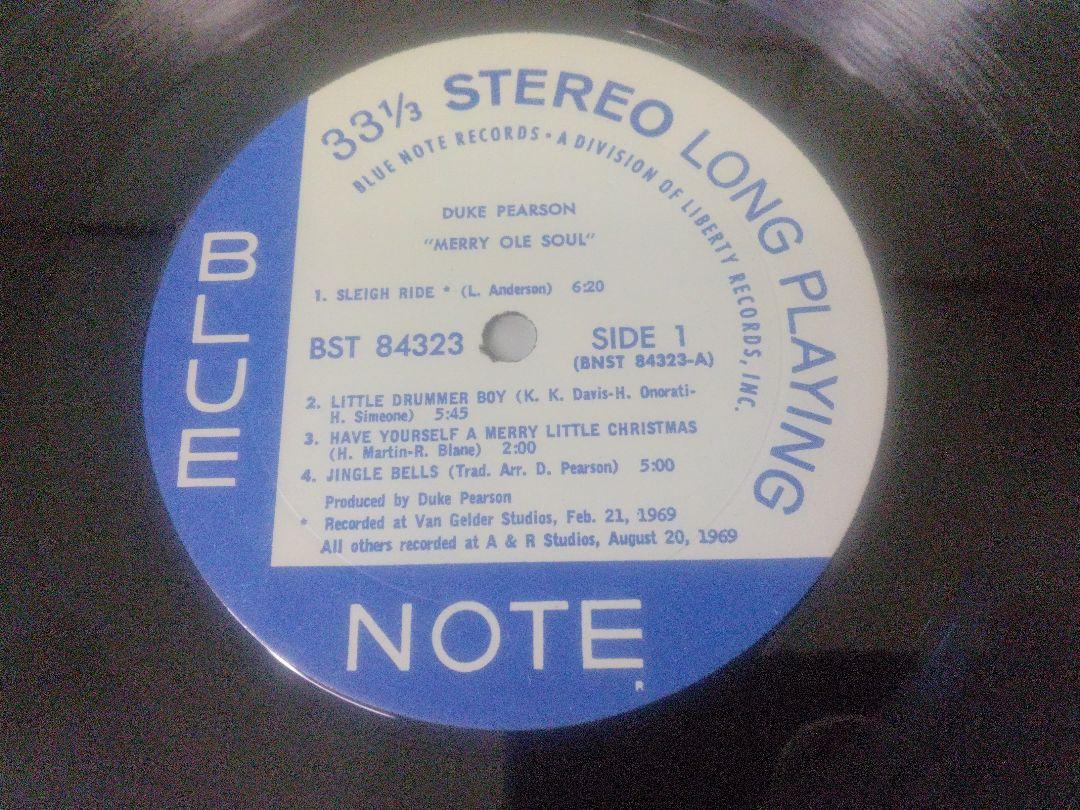 33⅓ STEREO LONG PLAYING
BLUE NOTE RECORDS • A DIVISION OF LIBERTY RECORDS, INC.
DUKE PEARSON
"MERRY OLE SOUL"
1. SLEIGH RIDE * (L. Anderson) 6:20
BST 84323
SIDE 1
(BNST 84323-A)
2. LITTLE DRUMMER BOY (K. K. Davis-H. Onorati-
H. Simeone) 5:45
3. HAVE YOURSELF A MERRY LITTLE CHRISTMAS
(H. Martin-R. Blane) 2:00
4. JINGLE BELLS (Trad. Arr. D. Pearson) 5:00
Produced by Duke Pearson
* Recorded at Van Gelder Studios, Feb. 21, 1969
All others recorded at A & R Studios, August 20, 1969
BLUE
NOTE
R